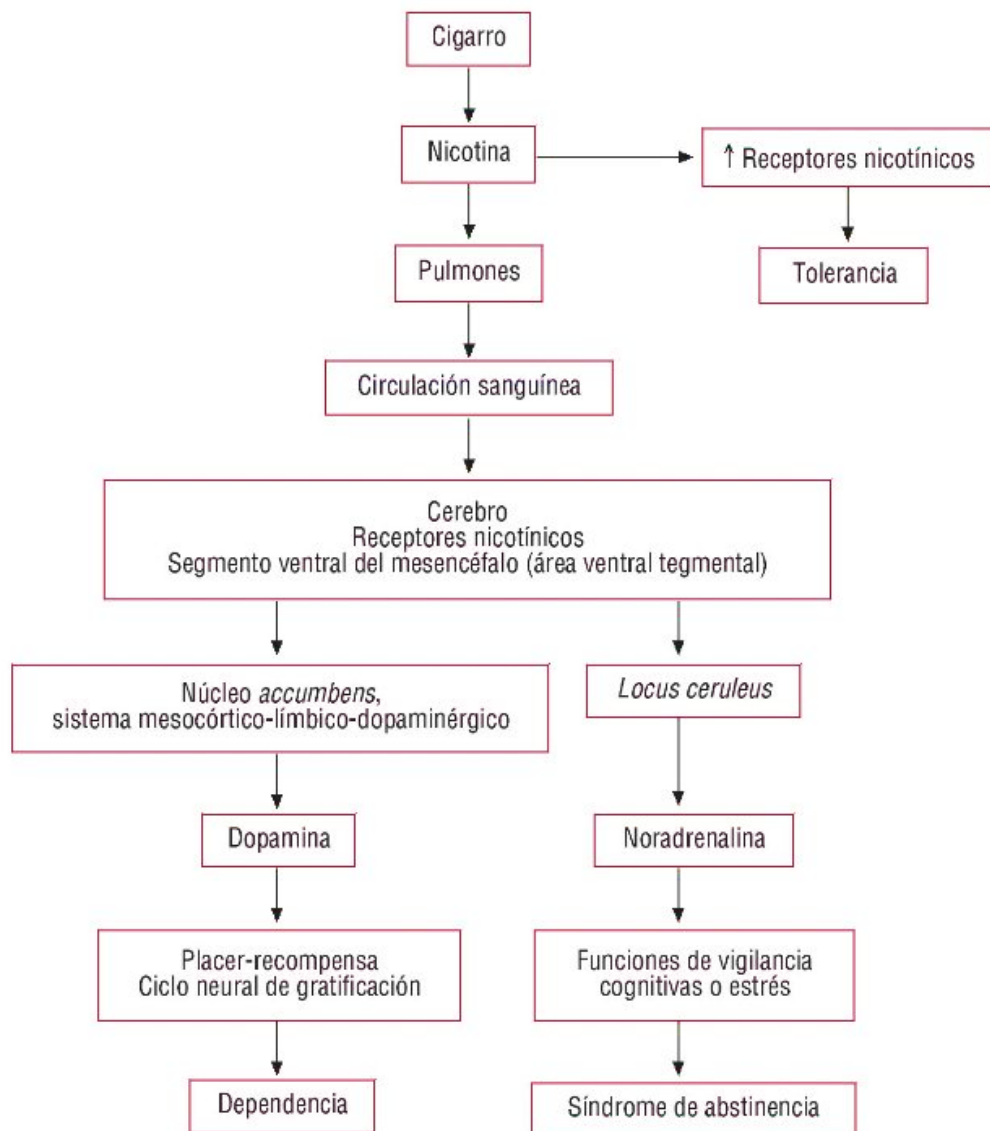 Cigarro
Nicotina
↑ Receptores nicotínicos
Pulmones
Tolerancia
Circulación sanguínea
Cerebro
Receptores nicotínicos
Segmento ventral del mesencéfalo (área ventral tegmental)
Núcleo accumbens,
sistema mesocórtico-límbico-dopaminérgico
Locus ceruleus
Dopamina
Noradrenalina
Placer-recompensa
Ciclo neural de gratificación
Funciones de vigilancia
cognitivas o estrés
Dependencia
Síndrome de abstinencia